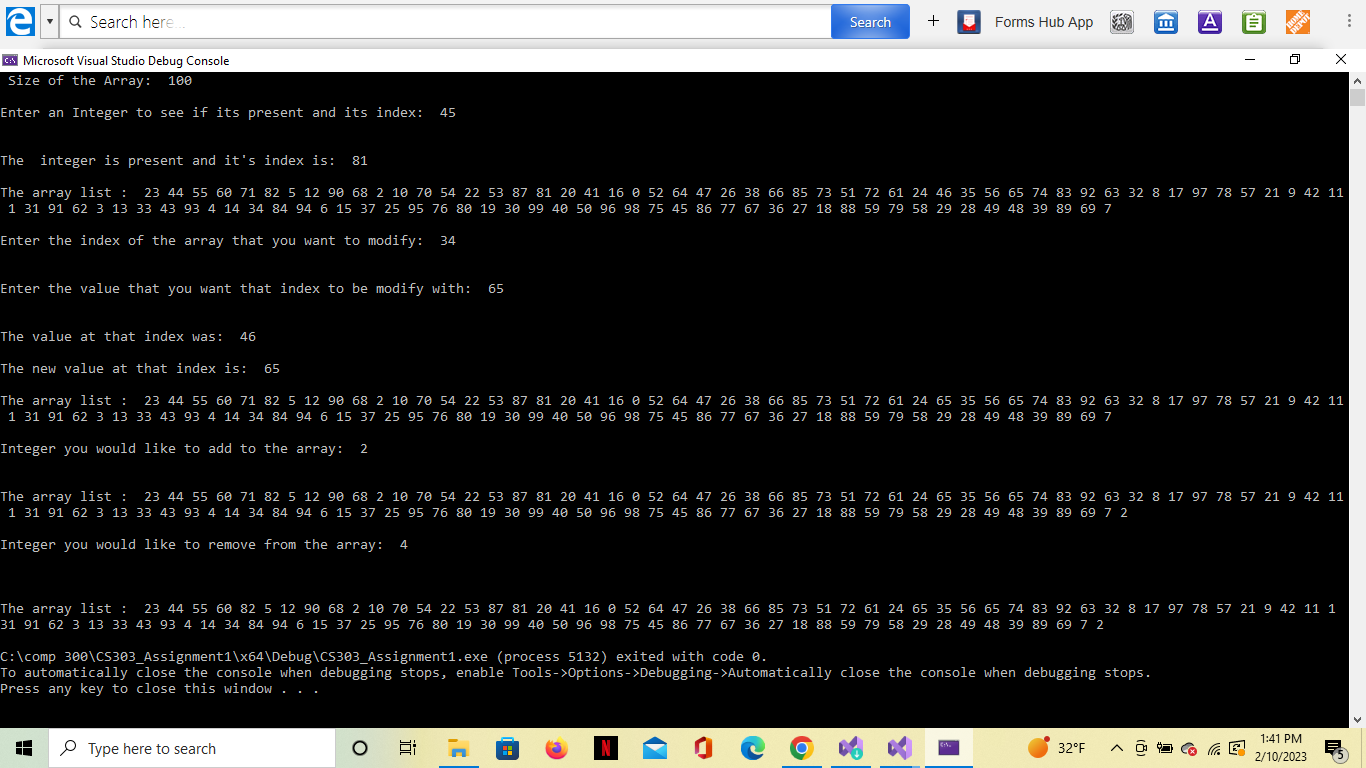 Search here...
Search
+
Forms Hub App
Microsoft Visual Studio Debug Console
Size of the Array:  100
Enter an Integer to see if its present and its index:  45
The  integer is present and it's index is:  81
The array list :  23 44 55 60 71 82 5 12 90 68 2 10 70 54 22 53 87 81 20 41 16 0 52 64 47 26 38 66 85 73 51 72 61 24 46 35 56 65 74 83 92 63 32 8 17 97 78 57 21 9 42 11
1 31 91 62 3 13 33 43 93 4 14 34 84 94 6 15 37 25 95 76 80 19 30 99 40 50 96 98 75 45 86 77 67 36 27 18 88 59 79 58 29 28 49 48 39 89 69 7
Enter the index of the array that you want to modify:  34
Enter the value that you want that index to be modify with:  65
The value at that index was:  46
The new value at that index is:  65
The array list :  23 44 55 60 71 82 5 12 90 68 2 10 70 54 22 53 87 81 20 41 16 0 52 64 47 26 38 66 85 73 51 72 61 24 65 35 56 65 74 83 92 63 32 8 17 97 78 57 21 9 42 11
1 31 91 62 3 13 33 43 93 4 14 34 84 94 6 15 37 25 95 76 80 19 30 99 40 50 96 98 75 45 86 77 67 36 27 18 88 59 79 58 29 28 49 48 39 89 69 7
Integer you would like to add to the array:  2
The array list :  23 44 55 60 71 82 5 12 90 68 2 10 70 54 22 53 87 81 20 41 16 0 52 64 47 26 38 66 85 73 51 72 61 24 65 35 56 65 74 83 92 63 32 8 17 97 78 57 21 9 42 11
1 31 91 62 3 13 33 43 93 4 14 34 84 94 6 15 37 25 95 76 80 19 30 99 40 50 96 98 75 45 86 77 67 36 27 18 88 59 79 58 29 28 49 48 39 89 69 7 2
Integer you would like to remove from the array:  4
The array list :  23 44 55 60 82 5 12 90 68 2 10 70 54 22 53 87 81 20 41 16 0 52 64 47 26 38 66 85 73 51 72 61 24 65 35 56 65 74 83 92 63 32 8 17 97 78 57 21 9 42 11 1
31 91 62 3 13 33 43 93 4 14 34 84 94 6 15 37 25 95 76 80 19 30 99 40 50 96 98 75 45 86 77 67 36 27 18 88 59 79 58 29 28 49 48 39 89 69 7 2
C:\comp 300\CS303_Assignment1\x64\Debug\CS303_Assignment1.exe (process 5132) exited with code 0.
To automatically close the console when debugging stops, enable Tools->Options->Debugging->Automatically close the console when debugging stops.
Press any key to close this window . . .
Type here to search
32°F
1:41 PM
2/10/2023
5